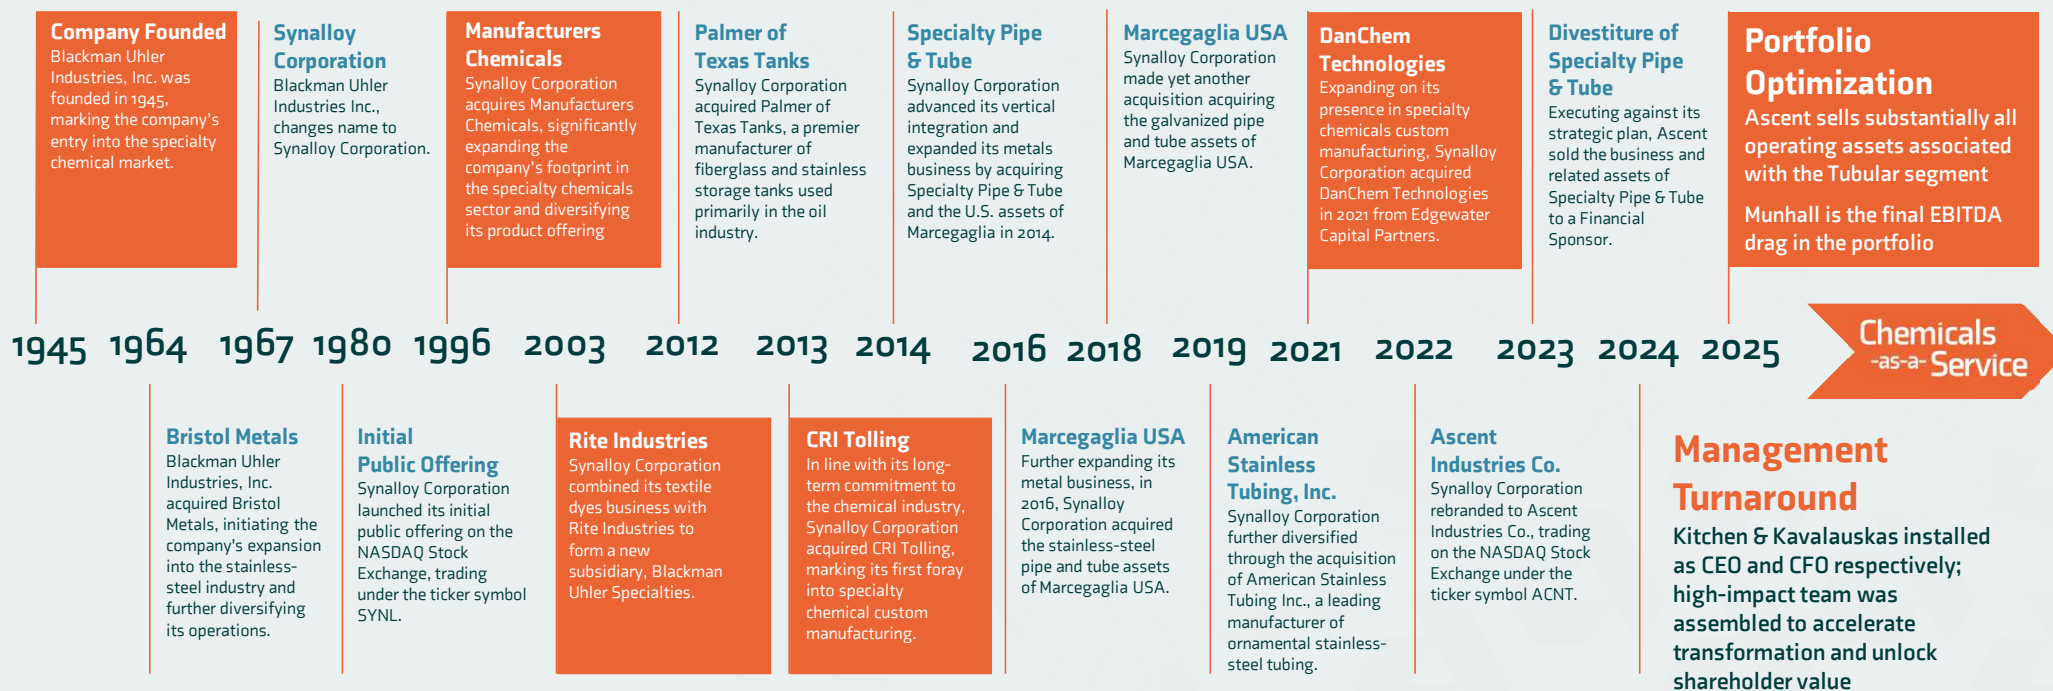 Company Founded
Blackman Uhler
Industries, Inc. was
founded in 1945,
marking the company's
entry into the specialty
chemical market.
Synalloy
Corporation
Blackman Uhler
Industries Inc.,
changes name to
Synalloy Corporation.
Manufacturers
Chemicals
Synalloy Corporation
acquires Manufacturers
Chemicals, significantly
expanding the
company's footprint in
the specialty chemicals
sector and diversifying
its product offering
Palmer of
Texas Tanks
Synalloy Corporation
acquired Palmer of
Texas Tanks, a premier
manufacturer of
fiberglass and stainless
storage tanks used
primarily in the oil
industry.
Specialty Pipe
& Tube
Synalloy Corporation
advanced its vertical
integration and
expanded its metals
business by acquiring
Specialty Pipe & Tube
and the U.S. assets of
Marcegaglia in 2014.
Marcegaglia USA
Synalloy Corporation
made yet another
acquisition acquiring
the galvanized pipe
and tube assets of
Marcegaglia USA.
DanChem
Technologies
Expanding on its
presence in specialty
chemicals custom
manufacturing, Synalloy
Corporation acquired
DanChem Technologies
in 2021 from Edgewater
Capital Partners.
Divestiture of
Specialty Pipe
& Tube
Executing against its
strategic plan, Ascent
sold the business and
related assets of
Specialty Pipe & Tube
to a Financial
Sponsor.
Portfolio
Optimization
Ascent sells substantially all
operating assets associated
with the Tubular segment
Munhall is the final EBITDA
drag in the portfolio
1945 1964 1967 1980 1996 2003 2012 2013 2014 2016 2018 2019 2021 2022 2023 2024 2025
Chemicals
-as-a- Service
Bristol Metals
Blackman Uhler
Industries, Inc.
acquired Bristol
Metals, initiating the
company's expansion
into the stainless-
steel industry and
further diversifying
its operations.
Initial
Public Offering
Synalloy Corporation
launched its initial
public offering on the
NASDAQ Stock
Exchange, trading
under the ticker symbol
SYNL.
Rite Industries
Synalloy Corporation
combined its textile
dyes business with
Rite Industries to
form a new
subsidiary, Blackman
Uhler Specialties.
CRI Tolling
In line with its long-
term commitment to
the chemical industry,
Synalloy Corporation
acquired CRI Tolling,
marking its first foray
into specialty
chemical custom
manufacturing.
Marcegaglia USA
Further expanding its
metal business, in
2016, Synalloy
Corporation acquired
the stainless-steel
pipe and tube assets
of Marcegaglia USA.
American
Stainless
Tubing, Inc.
Synalloy Corporation
further diversified
through the acquisition
of American Stainless
Tubing Inc., a leading
manufacturer of
ornamental stainless-
steel tubing.
Ascent
Industries Co.
Synalloy Corporation
rebranded to Ascent
Industries Co., trading
on the NASDAQ Stock
Exchange under the
ticker symbol ACNT.
Management
Turnaround
Kitchen & Kavalauskas installed
as CEO and CFO respectively;
high-impact team was
assembled to accelerate
transformation and unlock
shareholder value